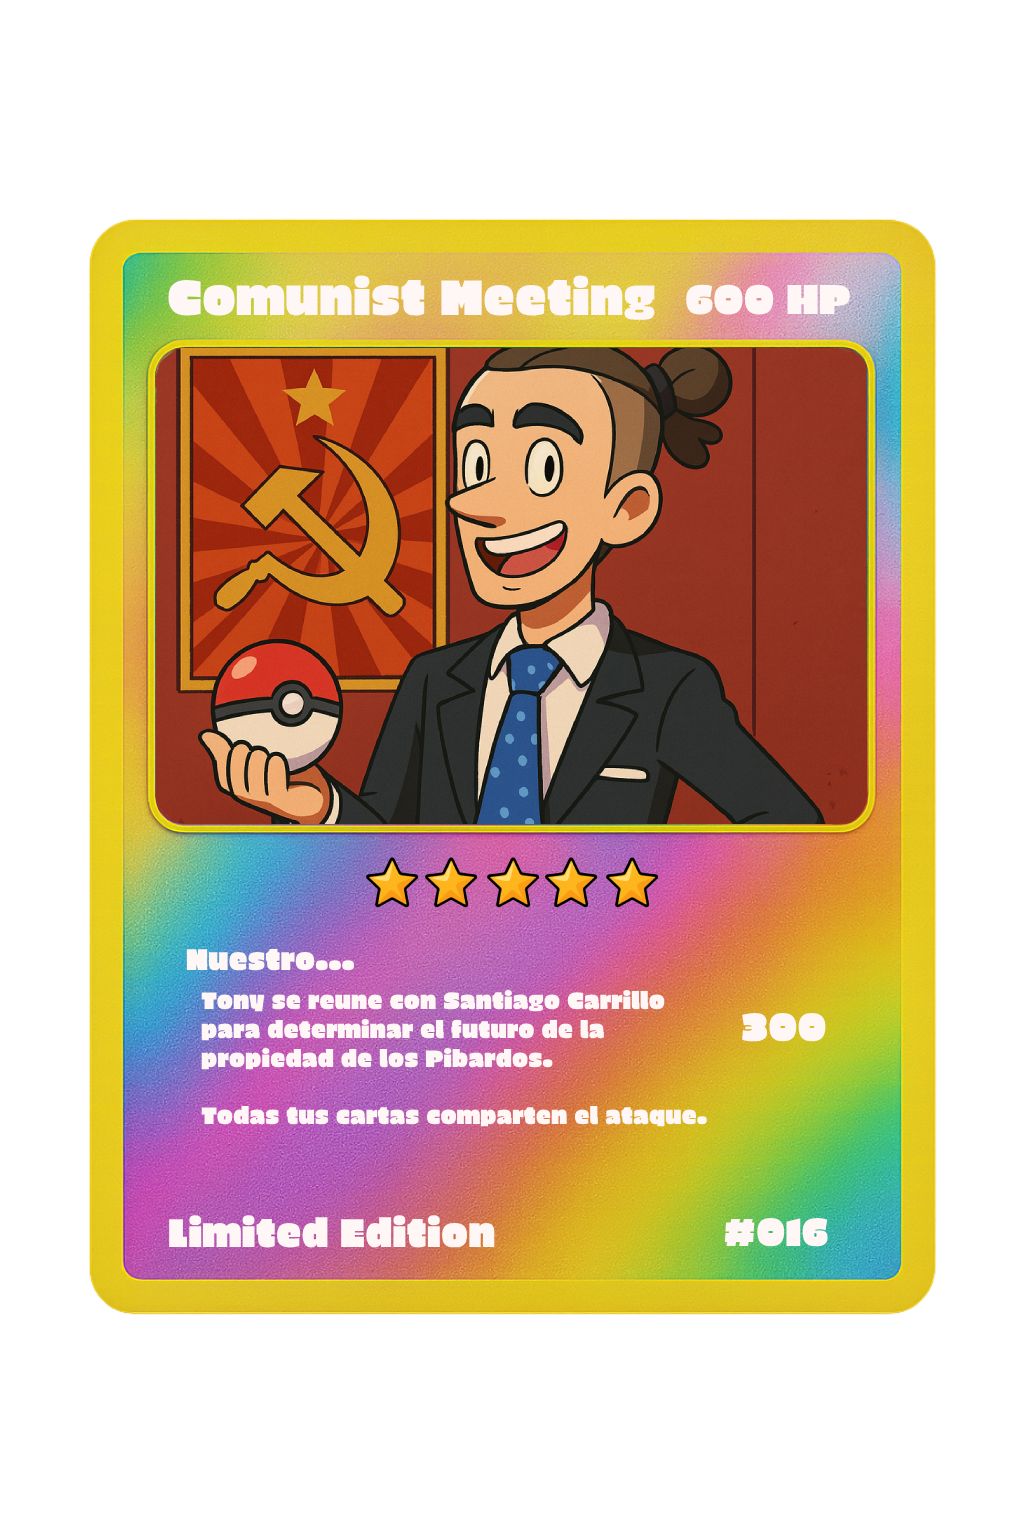 Comunist Meeting 600 HP
Nuestro...
Tony se reune con Santiago Carrillo
para determinar el futuro de la
propiedad de los Pibardos.
300
Todas tus cartas comparten el ataque.
Limited Edition #016